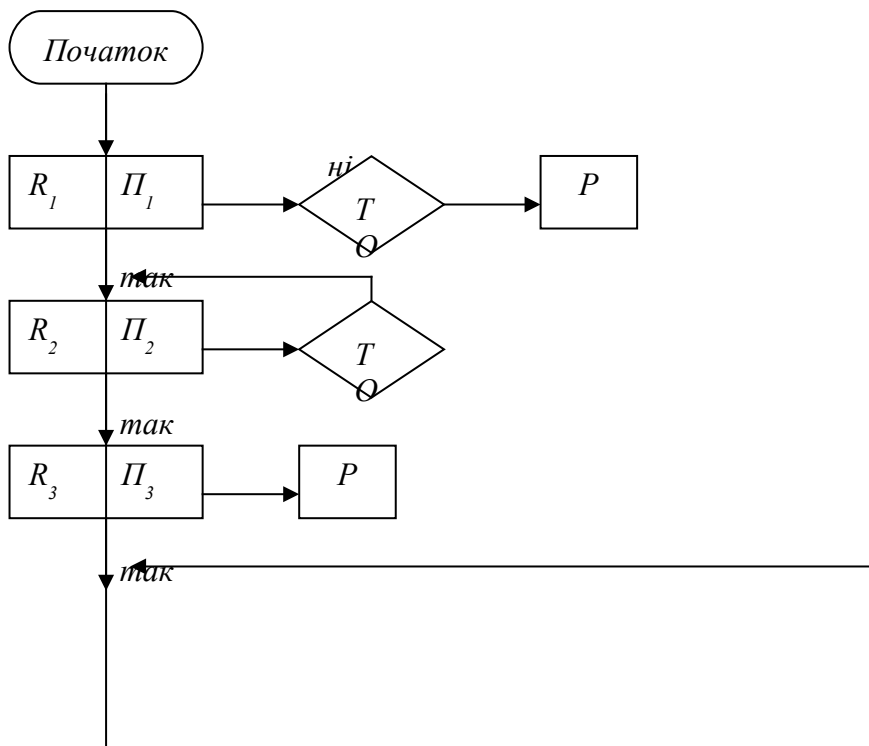 Початок
R₁ П₁
ні
Т
О
Р
так
R₂ П₂
Т
О
так
R₃ П₃
Р
так